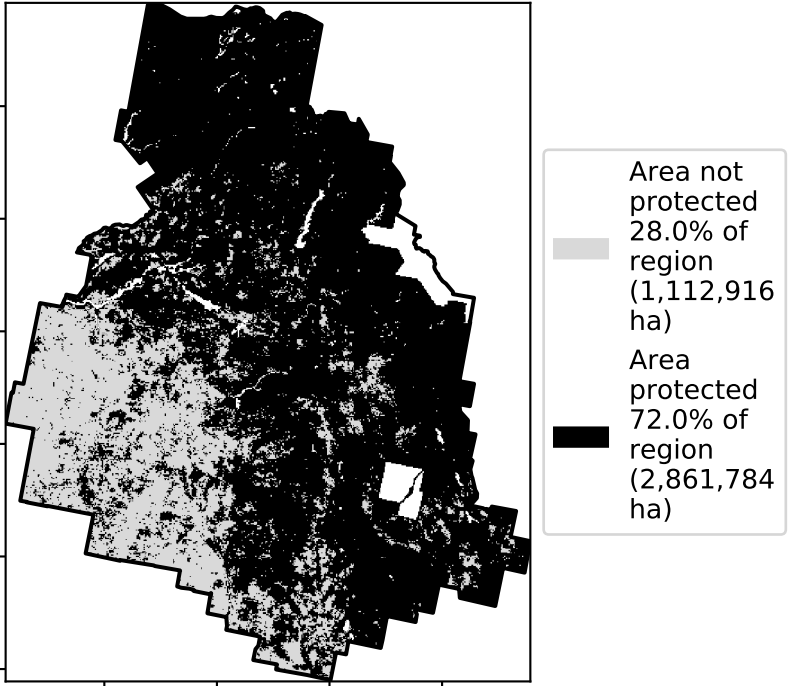 Area not
protected
28.0% of
region
(1,112,916
ha)
Area
protected
72.0% of
region
(2,861,784
ha)